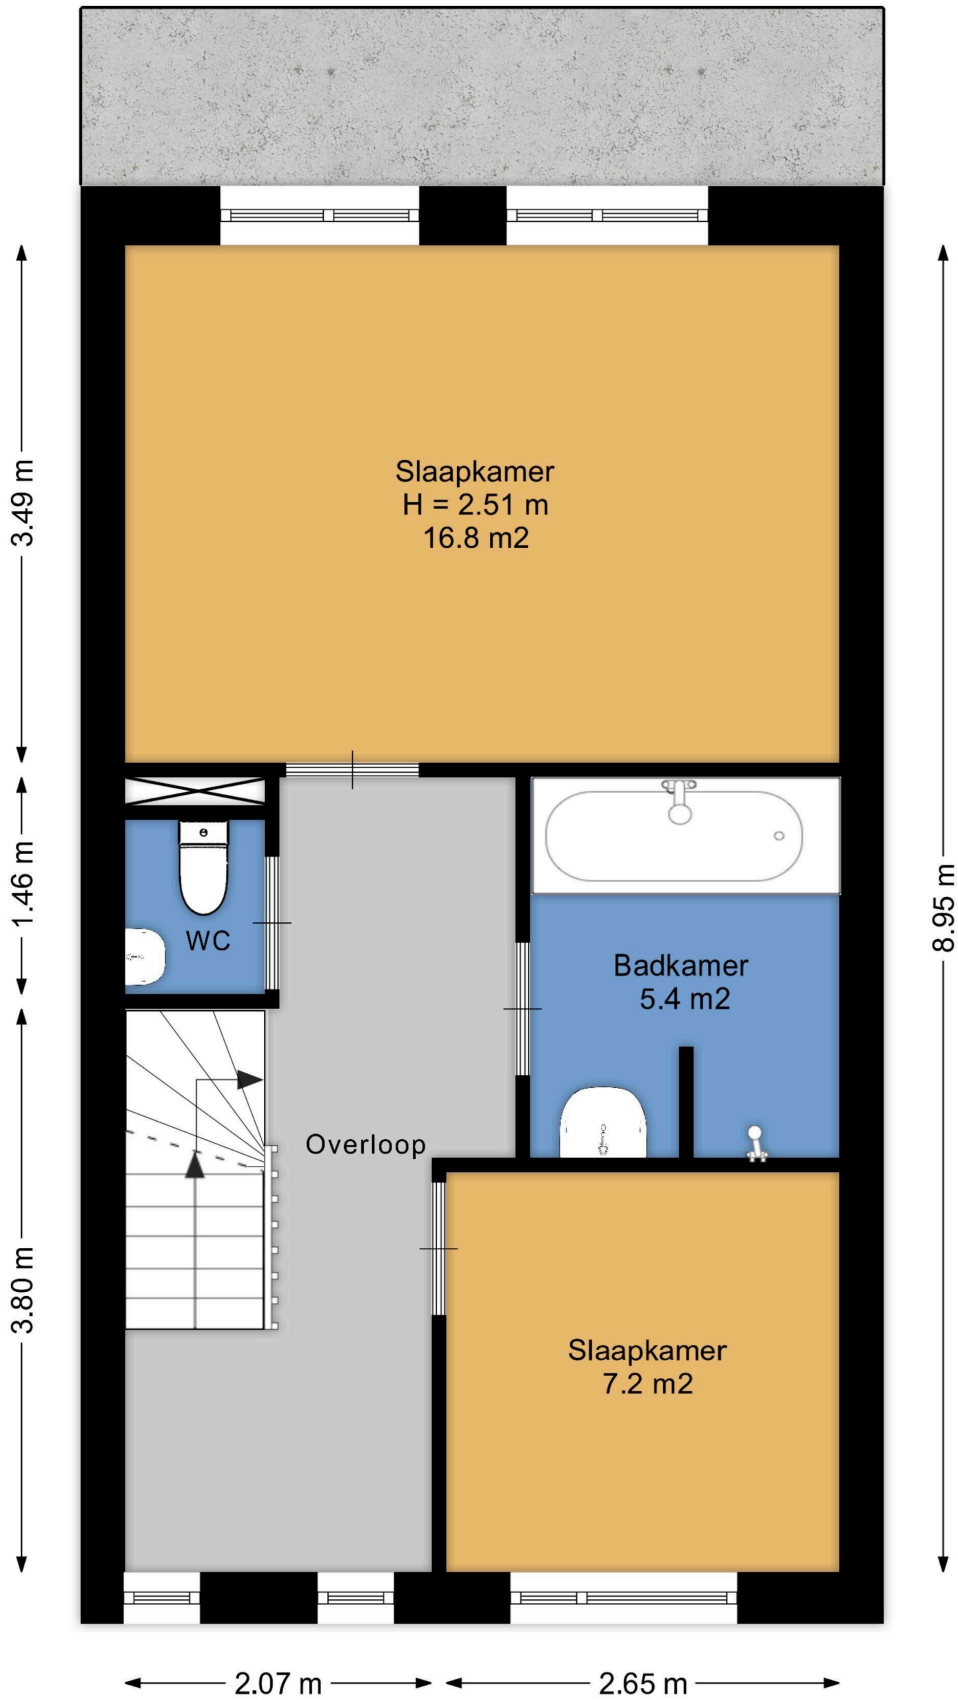 Slaapkamer
H = 2.51 m
16.8 m2
3.49 m
1.46 m
WC
Badkamer
5.4 m2
8.95 m
Overloop
3.80 m
Slaapkamer
7.2 m2
2.07 m
2.65 m